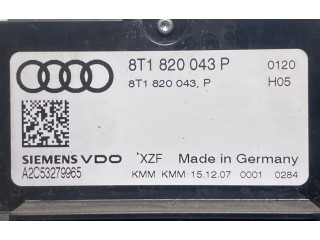 8T1 820 043 P 0120
8T1 820 043. P H05
SIEMENS VDO XZF Made in Germany
A2C53279965 KMM KMM 15.12.07 0001 0284